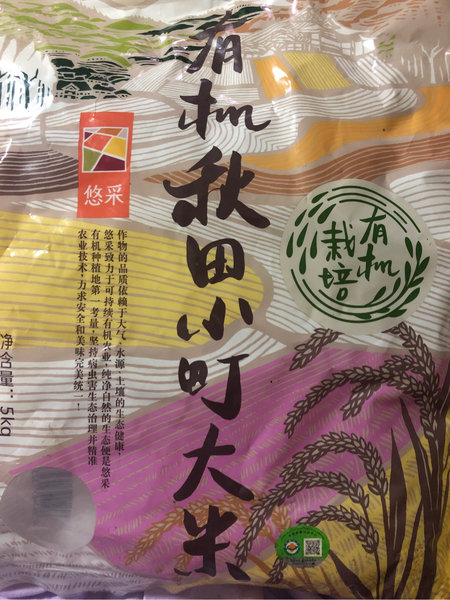 有机秋田小町大米
悠采
有机
栽培
作物的品质依赖于大气、水源、土壤的生态健康，
悠采致力于可持续有机农业，纯净自然的生态便是悠采
有机种植地第一考量，坚持病虫害生态治理并精准
农业技术，力求安全和美味完美统一！
净含量：5kg